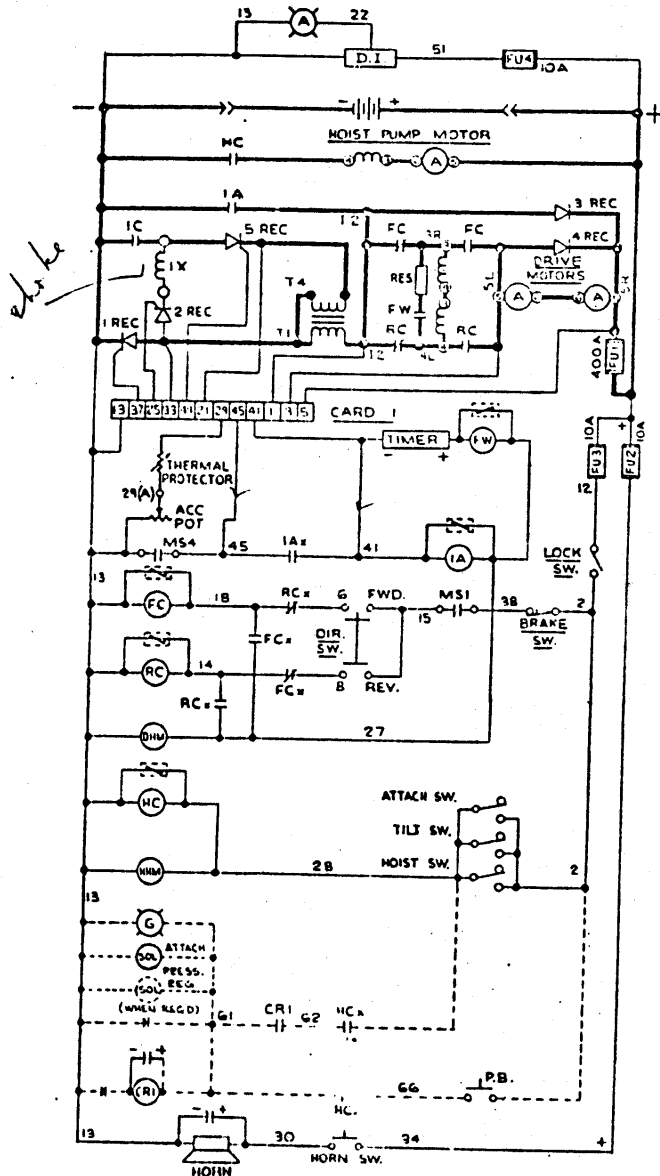 13 A 22
D.I. 51 FU4 10A
- - + +
HOIST PUMP MOTOR
HC A
1A 3 REC
12
1C 5 REC FC 3R FC 4 REC
1X RES 5L DRIVE MOTORS 5R
choke
T4 A A
2 REC FW
1 REC T1 RC RC
12 4L
400A FU1
13 37 25 33 31 21 29 45 41 1 3 5 CARD 1
TIMER FW
- +
10A FU3 10A FU2 +
THERMAL PROTECTOR
29(A)
12
ACC POT
MS4 45 1Ax 41 1A
LOCK SW.
13
FC 18 RCx 6 FWD. 15 MS1 38 2
BRAKE SW.
FCx DIR. SW.
RC 14 FCx 8 REV.
RCx
DHM 27
HC ATTACH SW.
TILT SW.
HOIST SW.
HHM 28 2
13
G
SOL ATTACH
SOL PRESS. REG.
(WHEN REQD) 61 CR1 62 HCx
- +
CR1 66 P.B.
HC.
- +
13 30 34 +
HORN HORN SW.